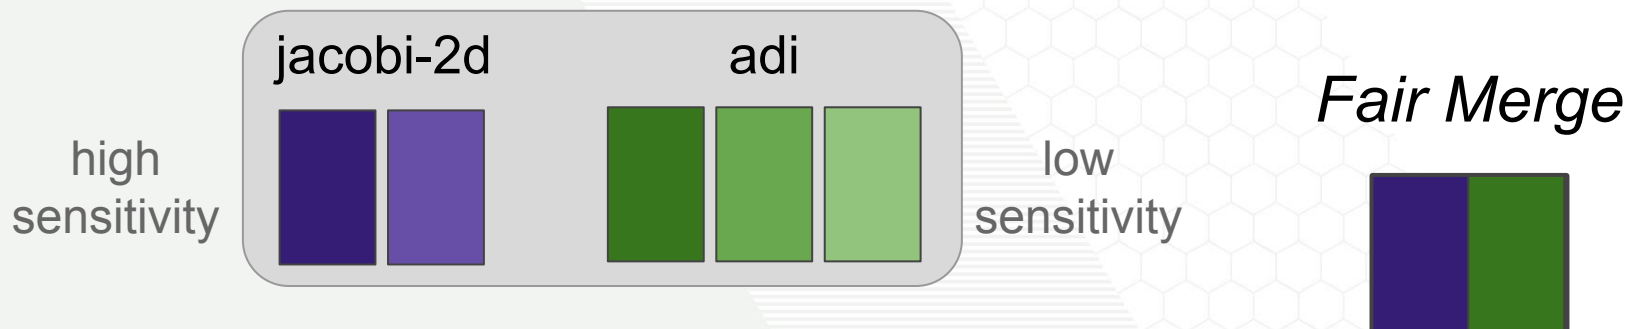 jacobi-2d
adi
high
sensitivity
low
sensitivity
Fair Merge